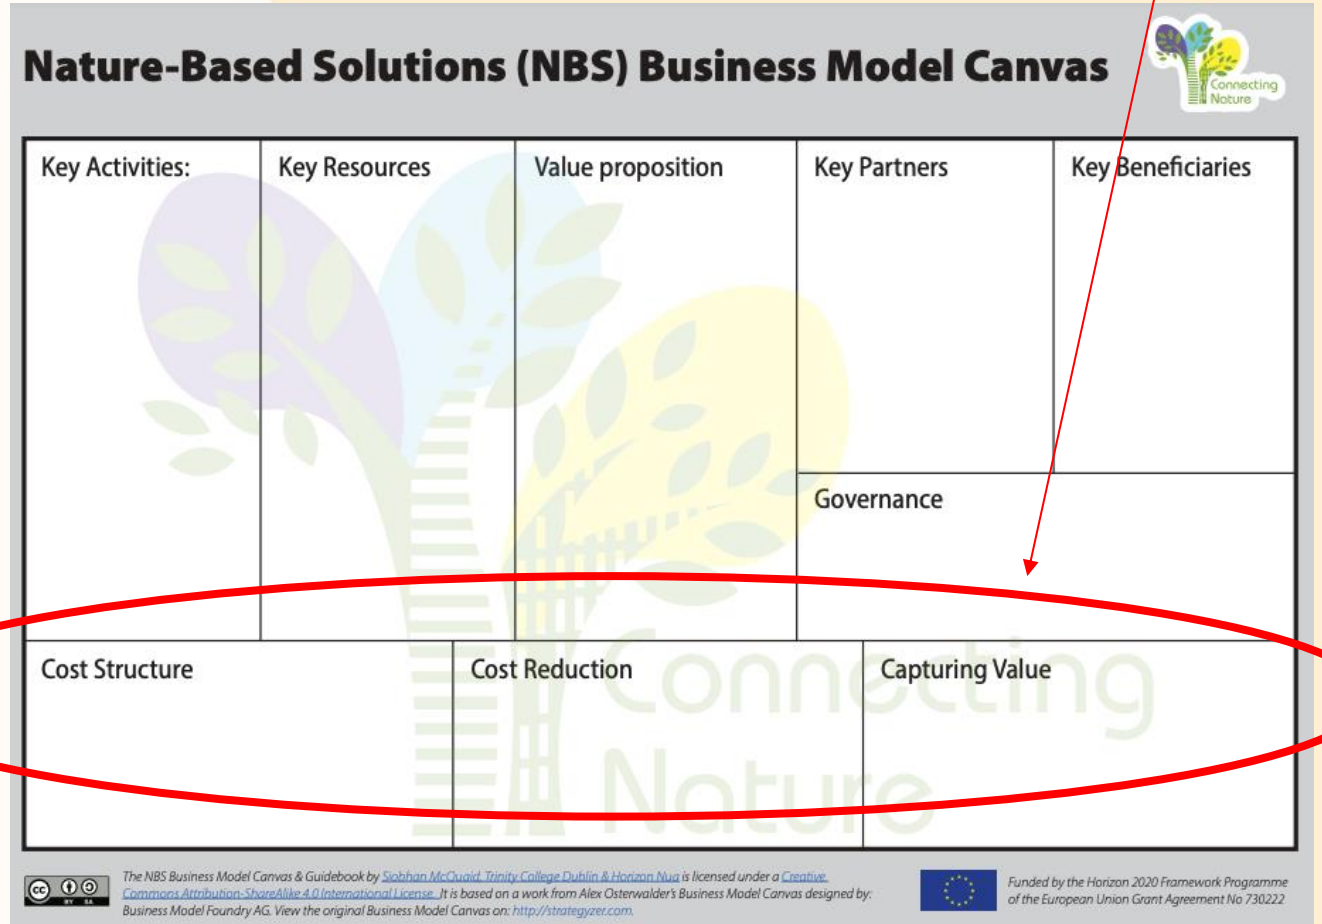 Nature-Based Solutions (NBS) Business Model Canvas
Connecting
Nature
Key Activities:
Key Resources
Value proposition
Key Partners
Key Beneficiaries
Governance
Cost Structure
Cost Reduction
Capturing Value
Connecting
Nature
cc
BY SA
The NBS Business Model Canvas & Guidebook by Siobhan McQuaid, Trinity College Dublin & Horizon Nua is licensed under a Creative
Commons Attribution-ShareAlike 4.0 International License. It is based on a work from Alex Osterwalder's Business Model Canvas designed by:
Business Model Foundry AG. View the original Business Model Canvas on: http://strategyzer.com.
Funded by the Horizon 2020 Framework Programme
of the European Union Grant Agreement No 730222